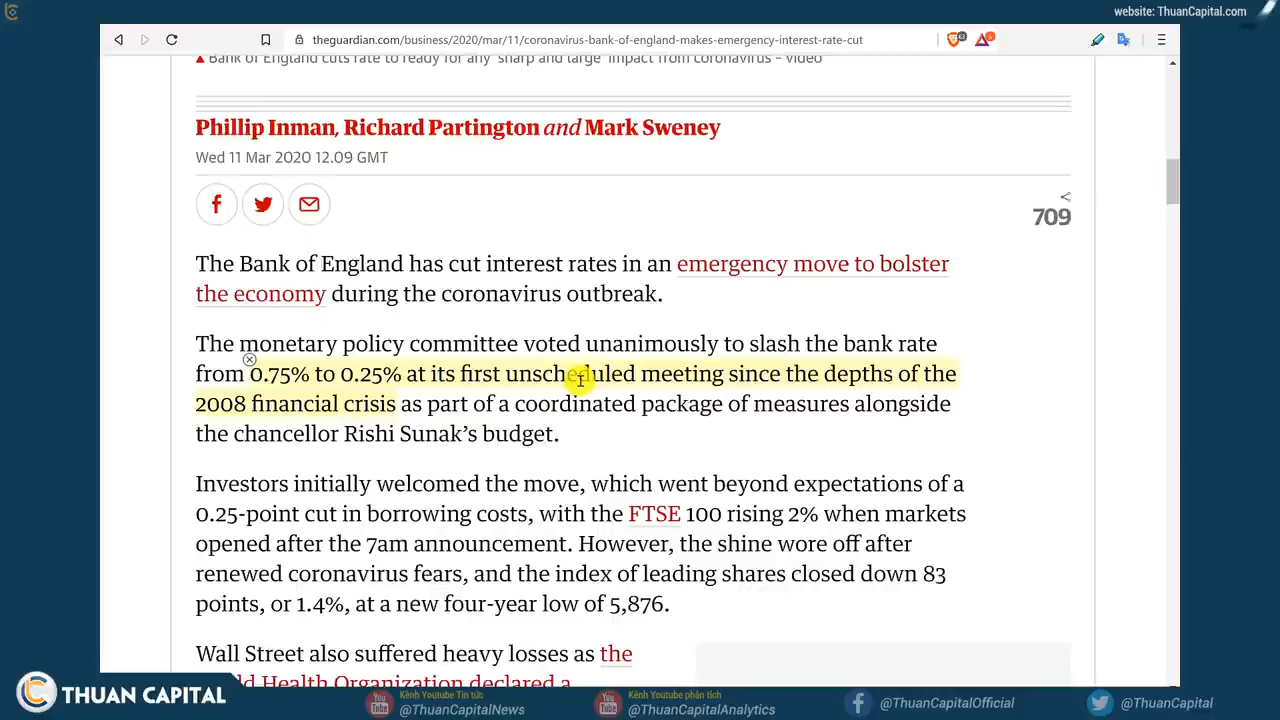 website: ThuanCapital.com
theguardian.com/business/2020/mar/11/coronavirus-bank-of-england-makes-emergency-interest-rate-cut
Bank of England cuts rate to ready for any 'sharp and large' impact from coronavirus – video
Phillip Inman, Richard Partington and Mark Sweney
Wed 11 Mar 2020 12.09 GMT
709
The Bank of England has cut interest rates in an emergency move to bolster
the economy during the coronavirus outbreak.
The monetary policy committee voted unanimously to slash the bank rate
from 0.75% to 0.25% at its first unscheduled meeting since the depths of the
2008 financial crisis as part of a coordinated package of measures alongside
the chancellor Rishi Sunak’s budget.
Investors initially welcomed the move, which went beyond expectations of a
0.25-point cut in borrowing costs, with the FTSE 100 rising 2% when markets
opened after the 7am announcement. However, the shine wore off after
renewed coronavirus fears, and the index of leading shares closed down 83
points, or 1.4%, at a new four-year low of 5,876.
Wall Street also suffered heavy losses as the
Health Organization declared a
THUAN CAPITAL
Kênh Youtube Tin tức
@ThuanCapitalNews
Kênh Youtube phân tích
@ThuanCapitalAnalytics
@ThuanCapitalOfficial
@ThuanCapital